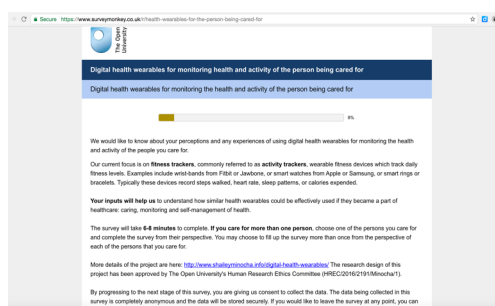 Secure https://www.surveymonkey.co.uk/r/health-wearables-for-the-person-being-cared-for
The Open
University
Digital health wearables for monitoring health and activity of the person being cared for
Digital health wearables for monitoring the health and activity of the person being cared for
8%
We would like to know about your perceptions and any experiences of using digital health wearables for monitoring the health
and activity of the people you care for.
Our current focus is on fitness trackers, commonly referred to as activity trackers, wearable fitness devices which track daily
fitness levels. Examples include wrist-bands from Fitbit or Jawbone, or smart watches from Apple or Samsung, or smart rings or
bracelets. Typically these devices record steps walked, heart rate, sleep patterns, or calories expended.
Your inputs will help us to understand how similar health wearables could be effectively used if they became a part of
healthcare: caring, monitoring and self-management of health.
The survey will take 6-8 minutes to complete. If you care for more than one person, choose one of the persons you care for
and complete the survey from their perspective. You may choose to fill up the survey more than once from the perspective of
each of the persons that you care for.
More details of the project are here: http://www.shaileyminocha.info/digital-health-wearables/ The research design of this
project has been approved by The Open University's Human Research Ethics Committee (HREC/2016/2191/Minocha/1).
By progressing to the next stage of this survey, you are giving us consent to collect the data. The data being collected in this
survey is completely anonymous and the data will be stored securely. If you would like to leave the survey at any point, you can